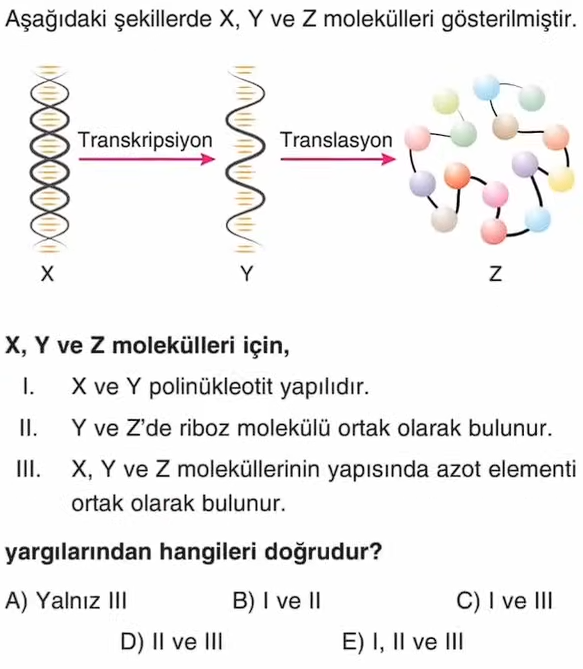 Aşağıdaki şekillerde X, Y ve Z molekülleri gösterilmiştir.
Transkripsiyon
Translasyon
X
Y
Z
X, Y ve Z molekülleri için,
I. X ve Y polinükleotit yapılıdır.
II. Y ve Z'de riboz molekülü ortak olarak bulunur.
III. X, Y ve Z moleküllerinin yapısında azot elementi
ortak olarak bulunur.
yargılarından hangileri doğrudur?
A) Yalnız III
B) I ve II
C) I ve III
D) II ve III
E) I, II ve III